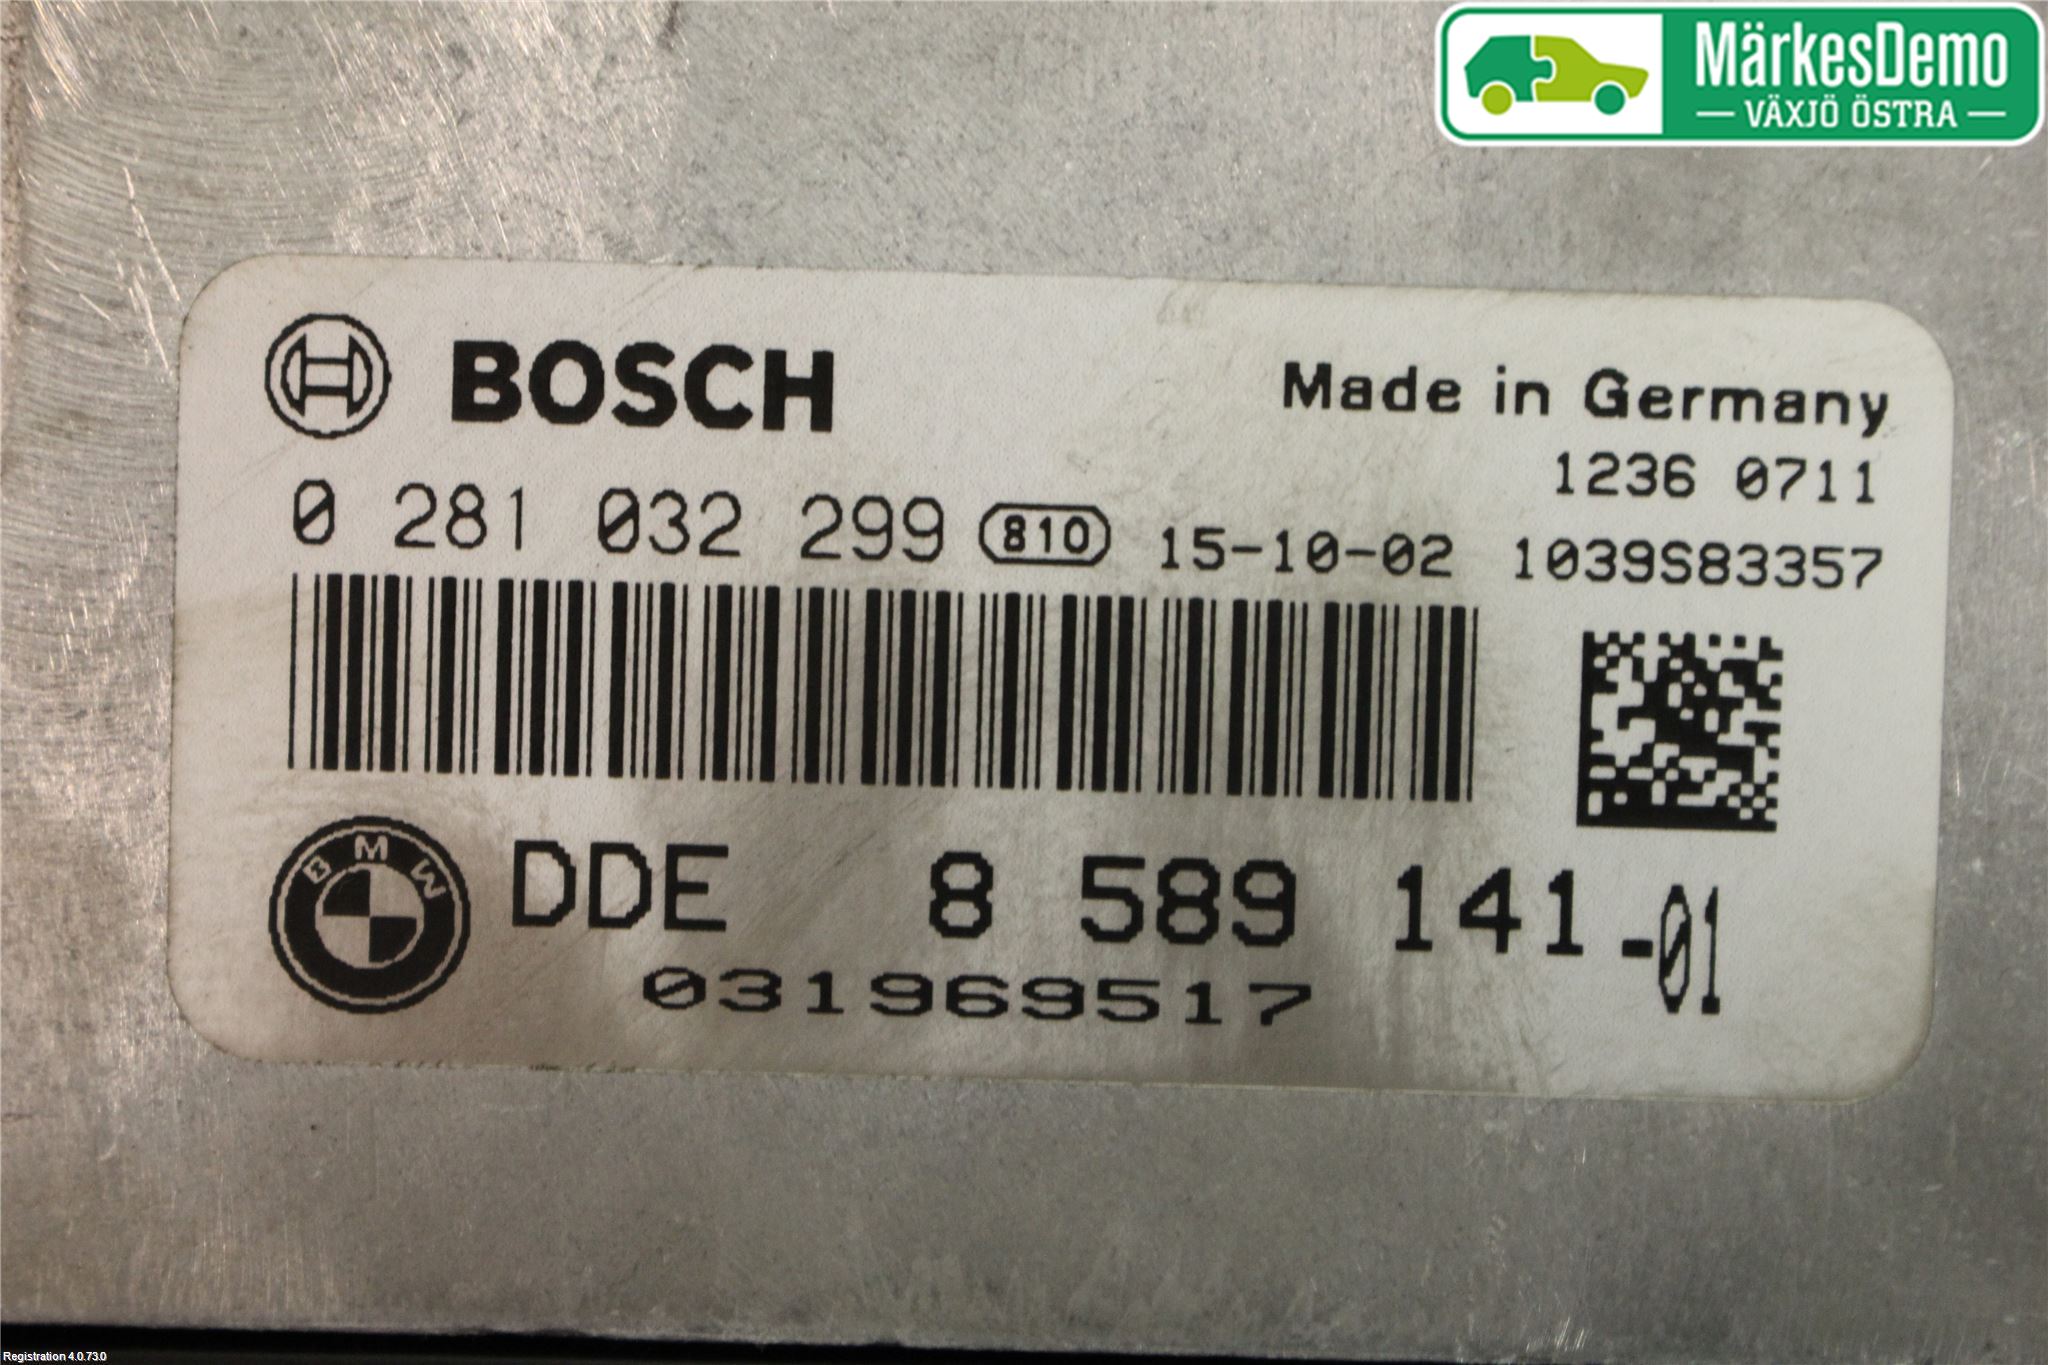 MärkesDemo
VÄXJÖ ÖSTRA
BOSCH
Made in Germany
1236 0711
0 281 032 299 810 15-10-02 1039S83357
BMW
DDE 8 589 141-01
031969517
Registration 4.0.73.0